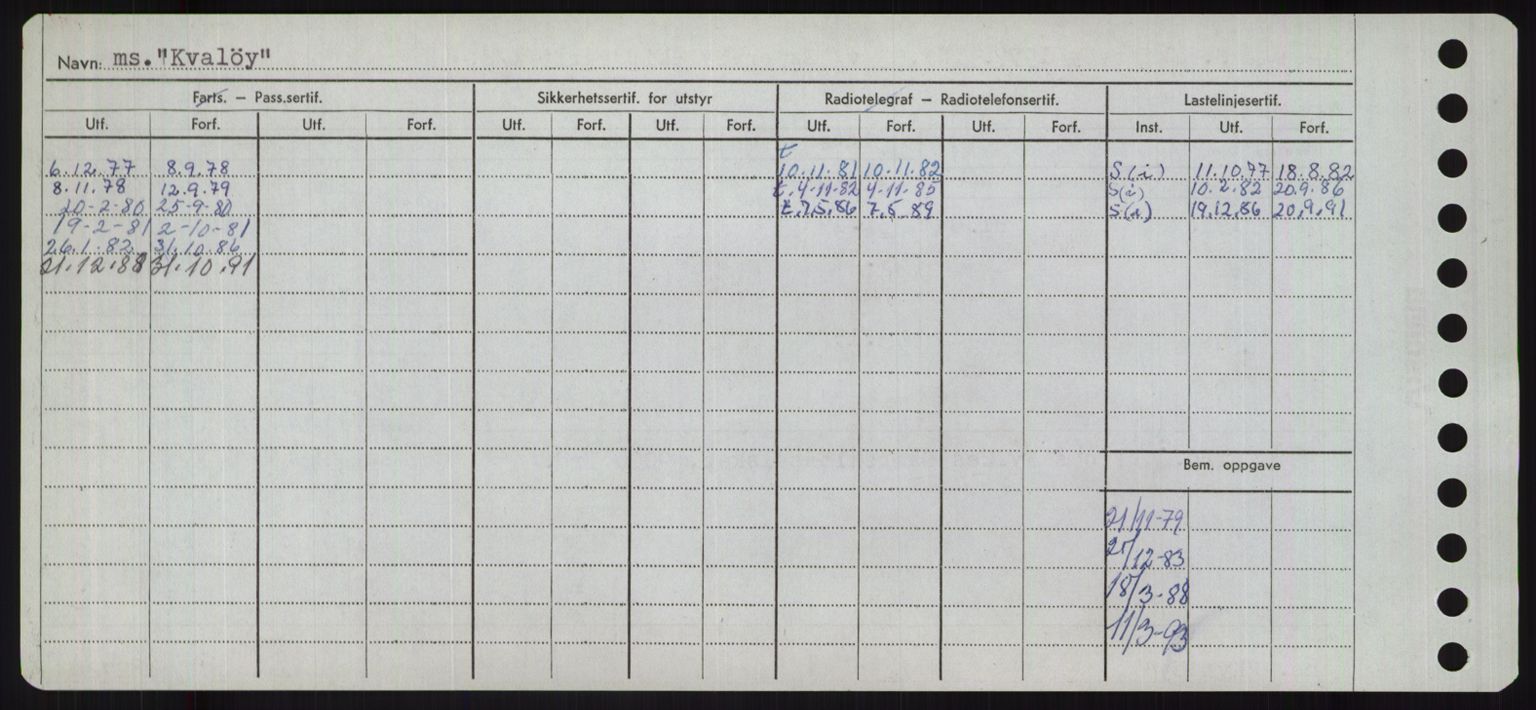 Navn: ms. "Kvalöy"
Farts. — Pass.sertif. Sikkerhetssertif. for utstyr Radiotelegraf — Radiotelefonsertif. Lastelinjesertif.
Utf. Forf. Utf. Forf. Utf. Forf. Utf. Forf. Utf. Forf. Utf. Forf. Inst. Utf. Forf.
t
6.12.77 8.9.78 10.11.81 10.11.82 S(i) 11.10.77 18.8.82
8.11.78 12.9.79 t.4-11-82 4-11-85 S(i) 10.2.82 20.9.86
20-2-80 25-9-80 t.7.5.86 7.5-89 S(i) 19.12.86 20.9.91
19-2-81 2-10-81
26.1.82 31.10.86
21.12.88 31.10.91
Bem. oppgave
21/11-79
/12-83
18/3-88
11/3-93